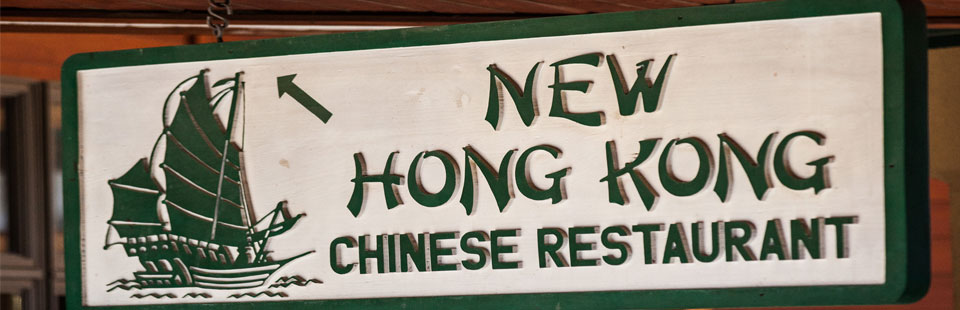 NEW
HONG KONG
CHINESE RESTAURANT